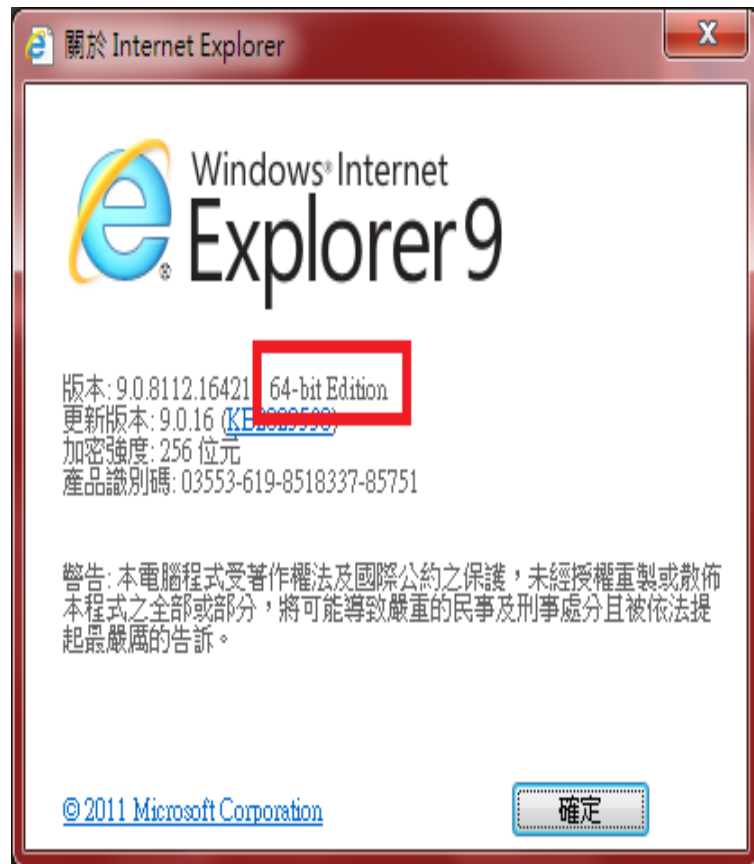 關於 Internet Explorer
Windows® Internet
Explorer 9
版本: 9.0.8112.16421 64-bit Edition
更新版本: 9.0.16
加密強度: 256 位元
產品識別碼: 03553-619-8518337-85751
警告: 本電腦程式受著作權法及國際公約之保護，未經授權重製或散佈
本程式之全部或部分，將可能導致嚴重的民事及刑事處分且被依法提
起最嚴厲的告訴。
© 2011 Microsoft Corporation
確定